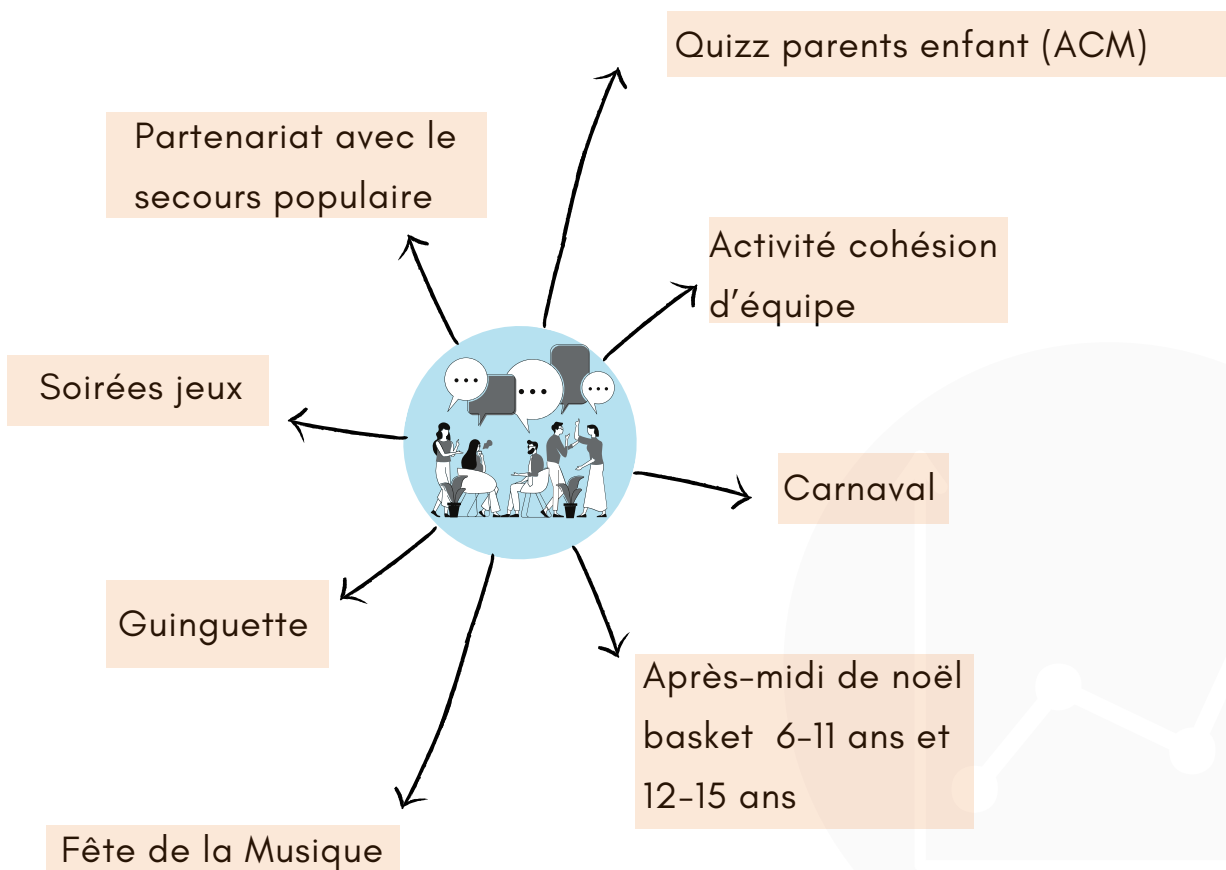 Quizz parents enfant (ACM)
Partenariat avec le
secours populaire
Activité cohésion
d'équipe
Soirées jeux
Carnaval
Guinguette
Après-midi de noël
basket 6-11 ans et
12-15 ans
Fête de la Musique